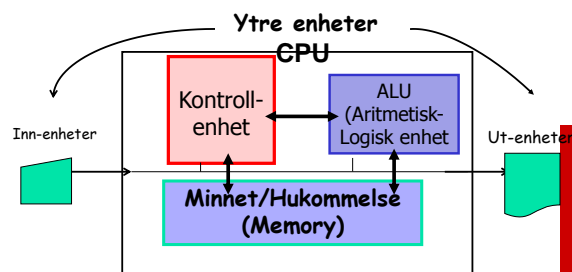 Ytre enheter
CPU
Kontroll-
enhet
ALU
(Aritmetisk-
Logisk enhet
Inn-enheter
Ut-enheter
Minnet/Hukommelse
(Memory)